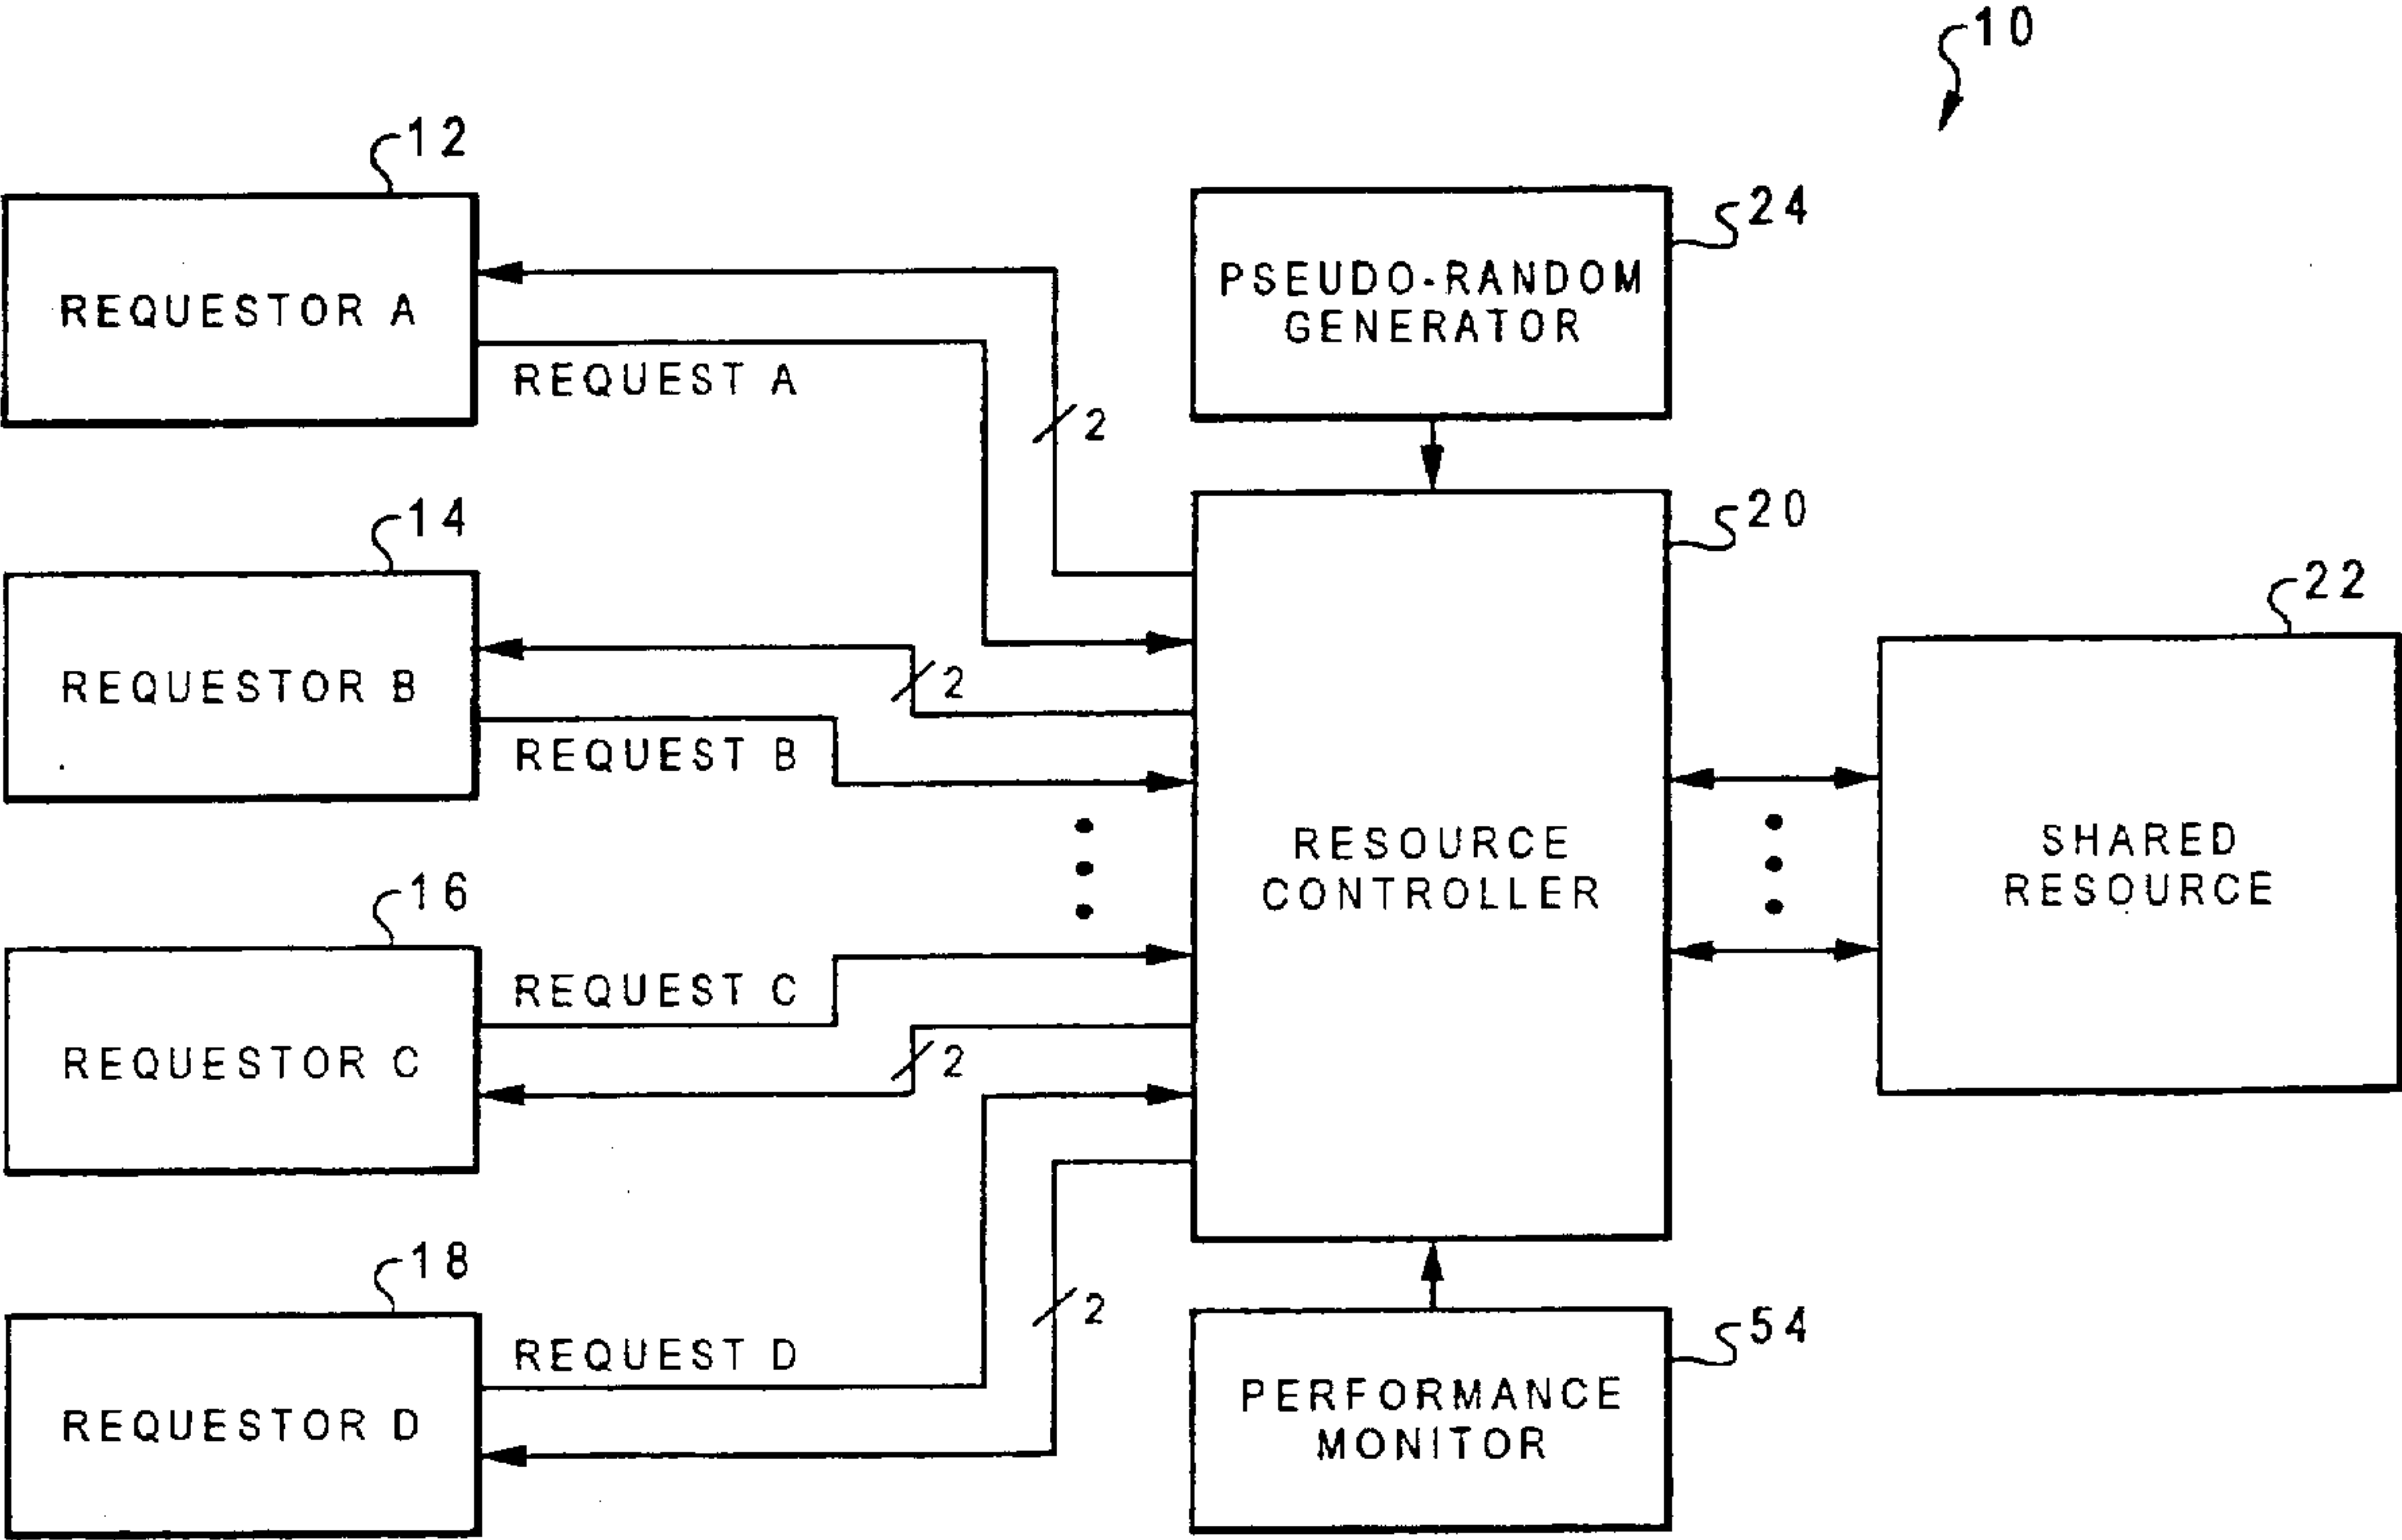 10
12
REQUESTOR A
REQUEST A
2
24
PSEUDO-RANDOM
GENERATOR
14
REQUESTOR B
REQUEST B
2
20
RESOURCE
CONTROLLER
22
SHARED
RESOURCE
16
REQUESTOR C
REQUEST C
2
18
REQUESTOR D
REQUEST D
2
54
PERFORMANCE
MONITOR